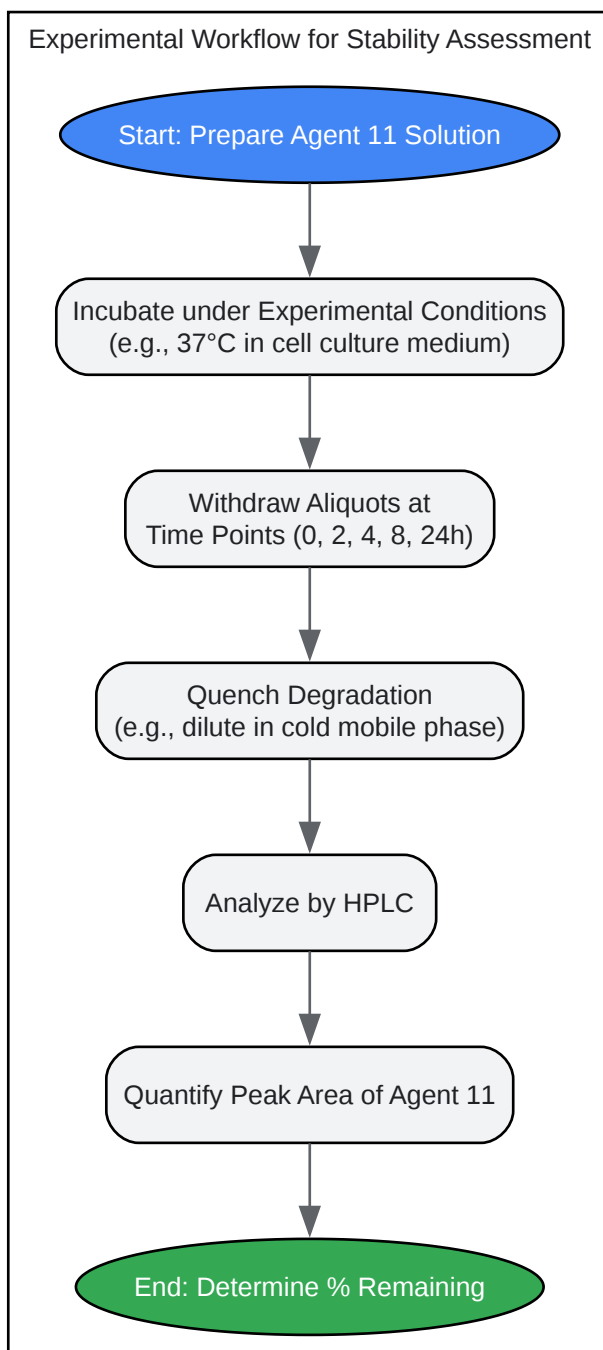 Experimental Workflow for Stability Assessment
Start: Prepare Agent 11 Solution
Incubate under Experimental Conditions
(e.g., 37°C in cell culture medium)
Withdraw Aliquots at
Time Points (0, 2, 4, 8, 24h)
Quench Degradation
(e.g., dilute in cold mobile phase)
Analyze by HPLC
Quantify Peak Area of Agent 11
End: Determine % Remaining